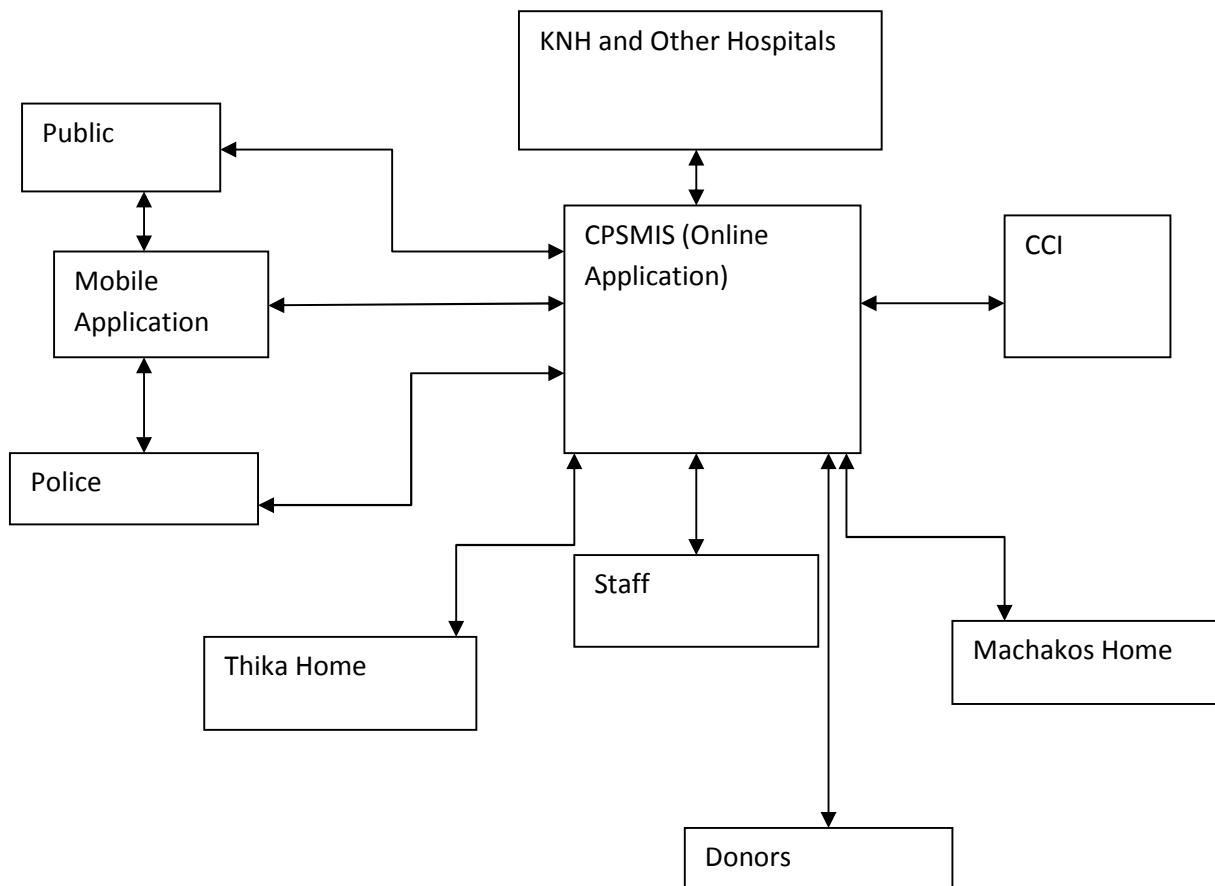 KNH and Other Hospitals
Public
CPSMIS (Online
Application)
CCI
Mobile
Application
Police
Staff
Thika Home
Machakos Home
Donors